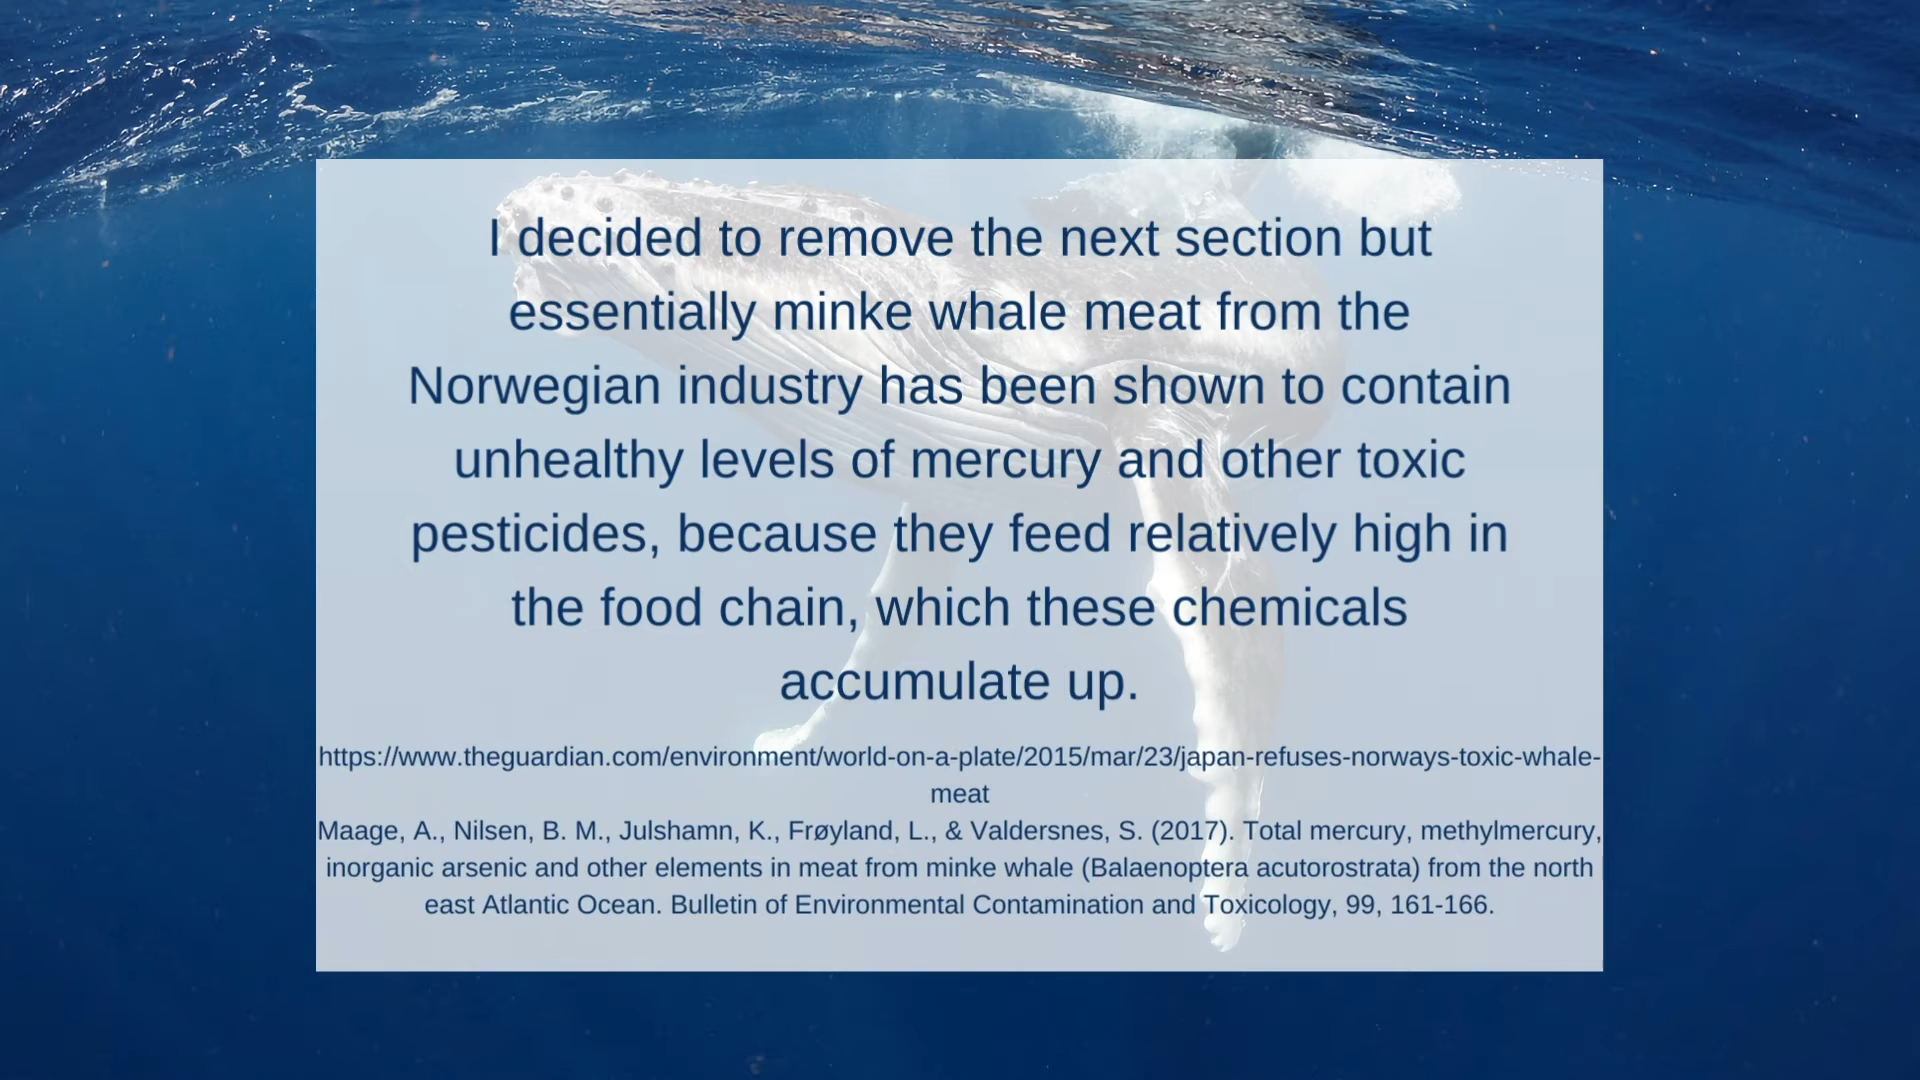 I decided to remove the next section but
essentially minke whale meat from the
Norwegian industry has been shown to contain
unhealthy levels of mercury and other toxic
pesticides, because they feed relatively high in
the food chain, which these chemicals
accumulate up.
https://www.theguardian.com/environment/world-on-a-plate/2015/mar/23/japan-refuses-norways-toxic-whale-
meat
Maage, A., Nilsen, B. M., Julshamn, K., Frøyland, L., & Valdersnes, S. (2017). Total mercury, methylmercury,
inorganic arsenic and other elements in meat from minke whale (Balaenoptera acutorostrata) from the north
east Atlantic Ocean. Bulletin of Environmental Contamination and Toxicology, 99, 161-166.